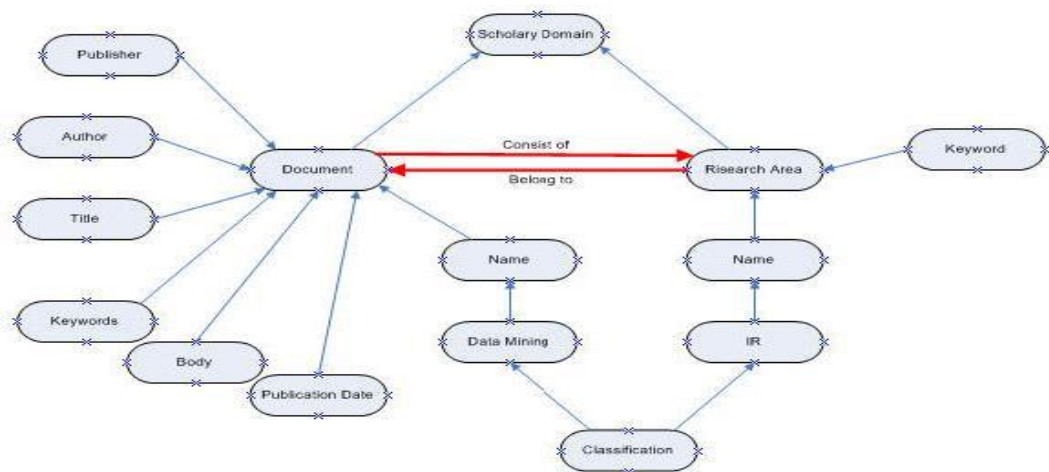 Scholary Domain
Publisher
Author
Consist of
Keyword
Document
Risearch Area
Belong to
Title
Name
Name
Keywords
Data Mining
IR
Body
Publication Date
Classification